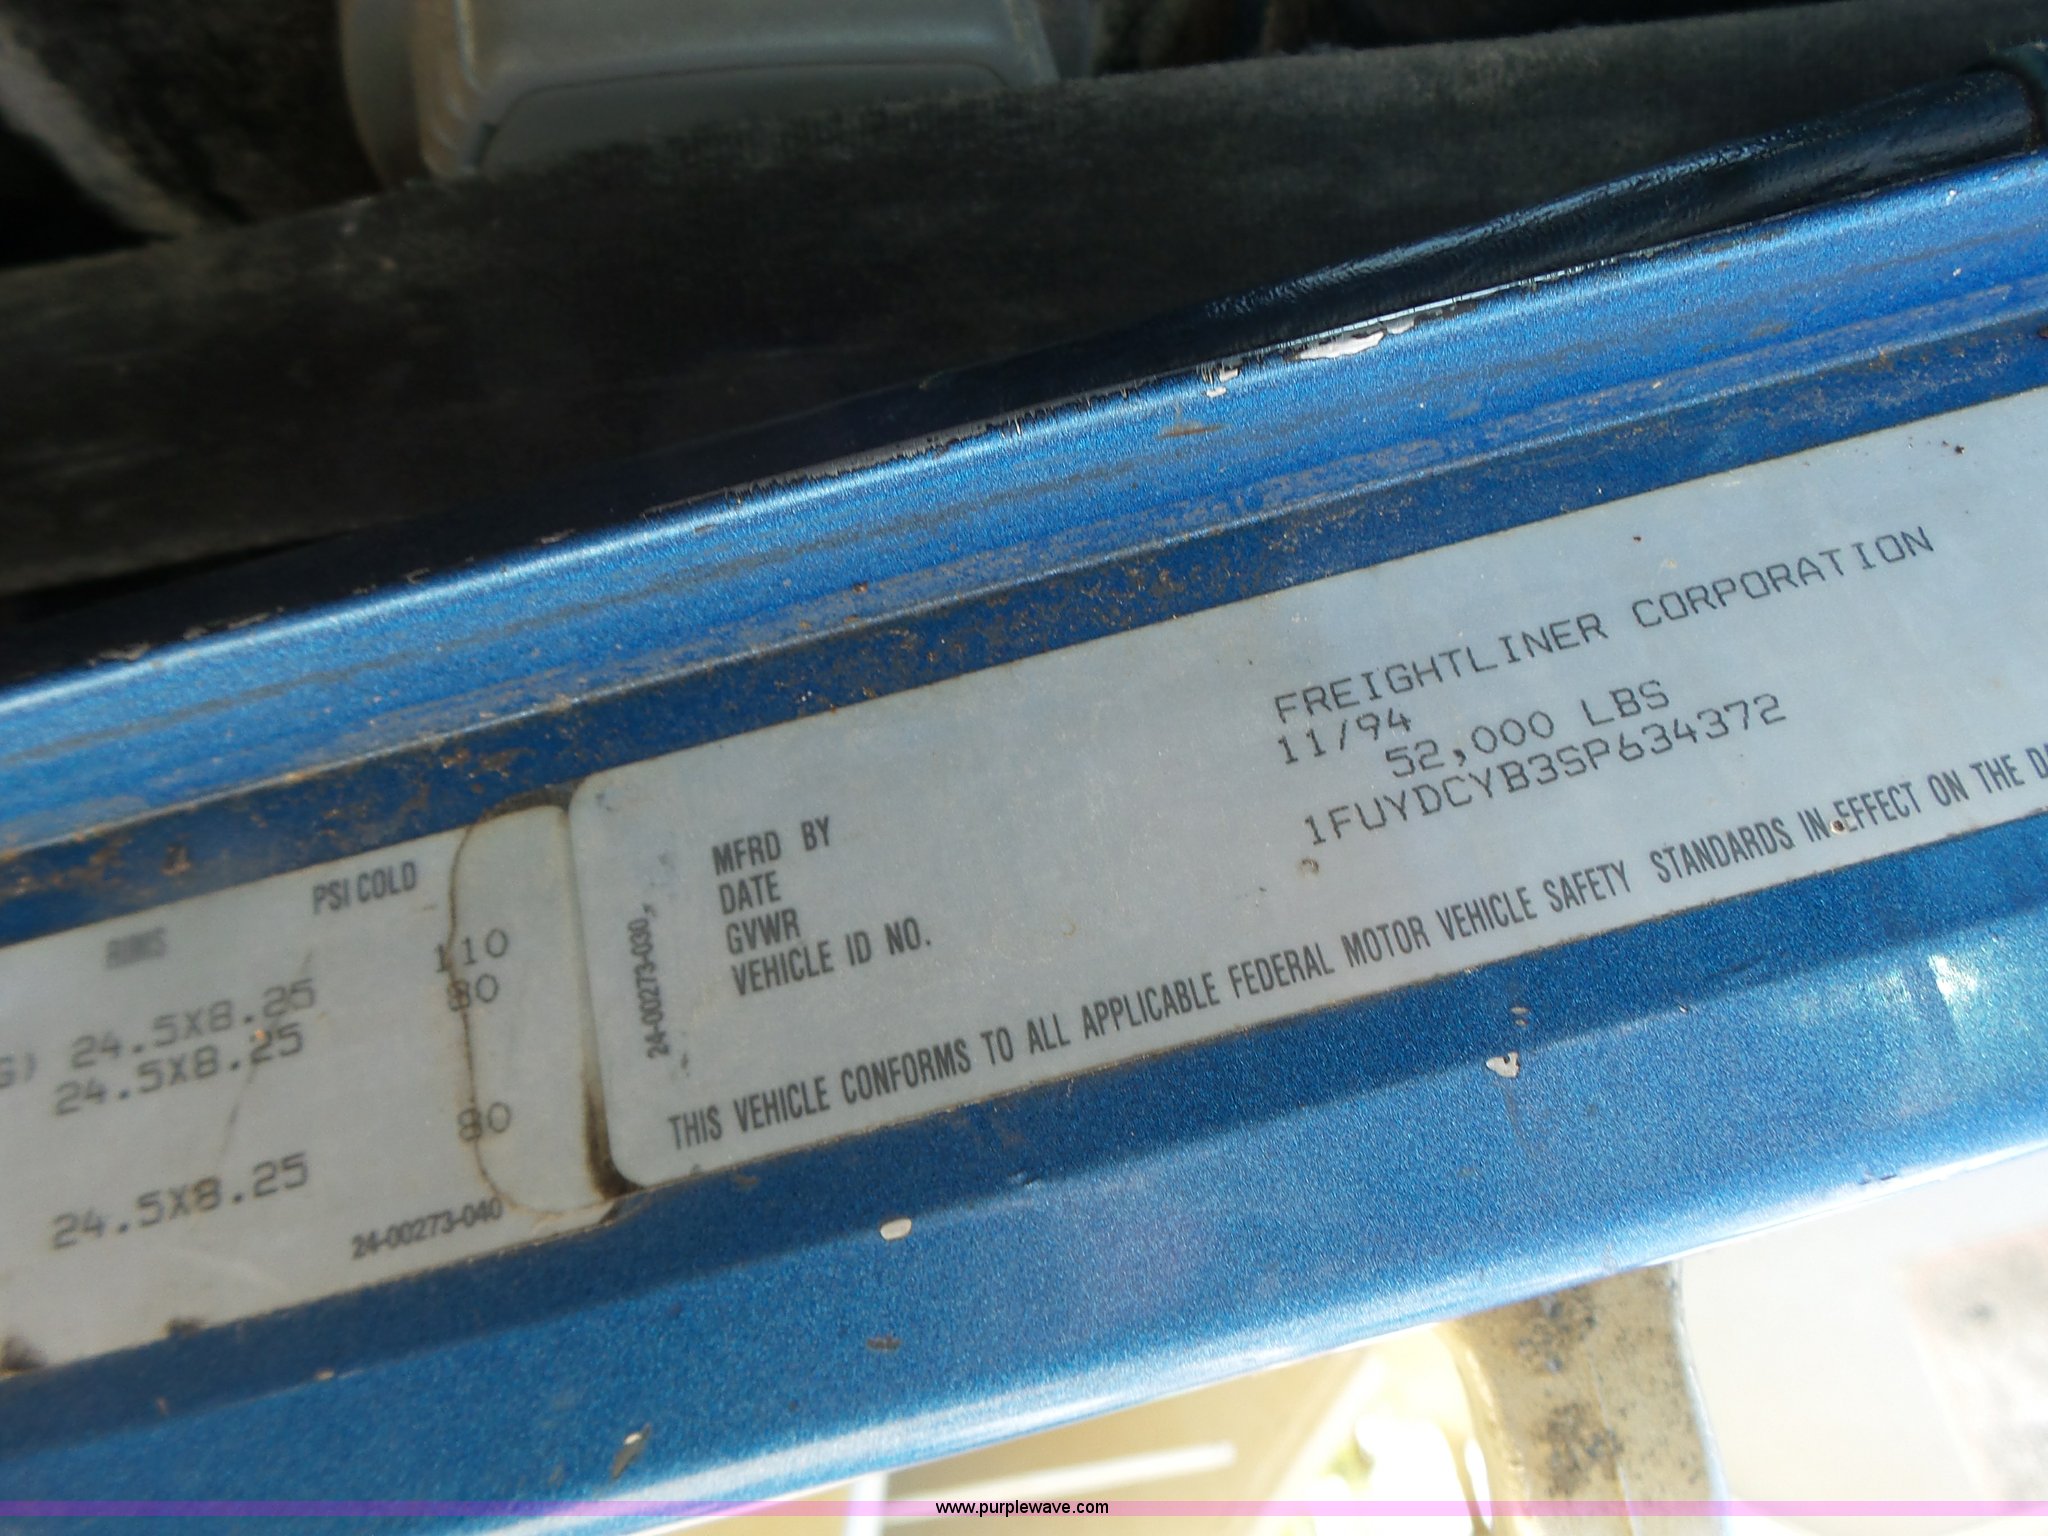 RIMS PSI COLD
G) 24.5X8.25 110
24.5X8.25 80
24.5X8.25 80
24-00273-040
24-00273-030
MFRD BY FREIGHTLINER CORPORATION
DATE 11/94
GVWR 52,000 LBS
VEHICLE ID NO. 1FUYDCYB3SP634372
THIS VEHICLE CONFORMS TO ALL APPLICABLE FEDERAL MOTOR VEHICLE SAFETY STANDARDS IN EFFECT ON THE
www.purplewave.com